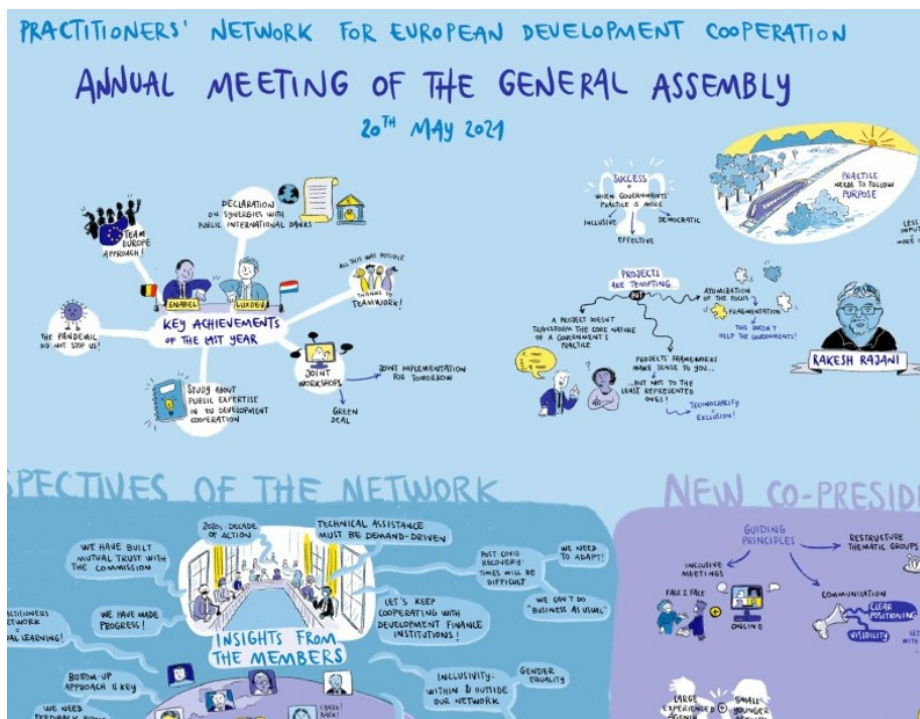 PRACTITIONERS' NETWORK FOR EUROPEAN DEVELOPMENT COOPERATION
ANNUAL MEETING OF THE GENERAL ASSEMBLY
20TH MAY 2021
TEAM
EUROPE
APPROACH!
DECLARATION
ON SYNERGIES WITH
PUBLIC INTERNATIONAL BANKS
ENABEL
LUXDEV
KEY ACHIEVEMENTS
OF THE LAST YEAR
ALL THIS WAS POSSIBLE
THANKS TO
TEAMWORK!
THE PANDEMIC
DID NOT STOP US!
STUDY ABOUT
PUBLIC EXPERTISE
IN EU DEVELOPMENT
COOPERATION
JOINT
WORKSHOPS
JOINT IMPLEMENTATION
FOR TOMORROW
GREEN
DEAL
SUCCESS
=
WHEN GOVERNMENTS'
PRACTICE IS MORE
INCLUSIVE
DEMOCRATIC
EFFECTIVE
PRACTICE
NEEDS TO FOLLOW
PURPOSE
LESS
INPUT
MORE
PROJECTS
ARE TEMPTING...
BUT
A PROJECT DOESN'T
TRANSFORM THE CORE NATURE
OF A GOVERNMENT'S
PRACTICE
ATOMIZATION
OF THE FOCUS
FRAGMENTATION
THIS DOESN'T
HELP THE GOVERNMENTS!
PROJECTS' FRAMEWORKS
MAKE SENSE TO YOU...
...BUT NOT TO THE
LEAST REPRESENTED
ONES!
TECHNOCRACITY
=
EXCLUSION!
RAKESH RAJANI
SPECTIVES OF THE NETWORK
2020s: DECADE
OF ACTION
TECHNICAL ASSISTANCE
MUST BE DEMAND-DRIVEN
WE HAVE BUILT
MUTUAL TRUST WITH
THE COMMISSION
POST-COVID
RECOVERY:
TIMES WILL BE
DIFFICULT
WE NEED
TO ADAPT!
WE CAN'T DO
"BUSINESS AS USUAL"
ACTITIONERS
ETWORK
=
AL LEARNING!
WE HAVE MADE
PROGRESS!
LET'S KEEP
COOPERATING WITH
DEVELOPMENT FINANCE
INSTITUTIONS!
INSIGHTS FROM
THE MEMBERS
BOTTOM-UP
APPROACH IS KEY
WE NEED
INCLUSIVITY:
WITHIN & OUTSIDE
OUR NETWORK
GENDER
EQUALITY
NEW CO-PRESID
GUIDING
PRINCIPLES
INCLUSIVE
MEETINGS
FACE 2 FACE
+
ONLINE
RESTRUCTURE
THEMATIC GROUPS
COMMUNICATION
CLEAR
POSITIONING
VISIBILITY
LET
WITH
LARGE
EXPERIENCED
+
SMALL
YOUNGER